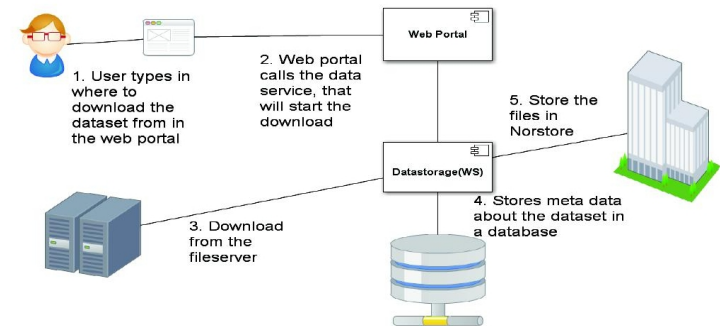 Web Portal
1. User types in
where to
download the
dataset from in
the web portal
2. Web portal
calls the data
service, that
will start the
download
5. Store the
files in
Norstore
Datastorage(WS)
3. Download
from the
fileserver
4. Stores meta data
about the dataset in
a database